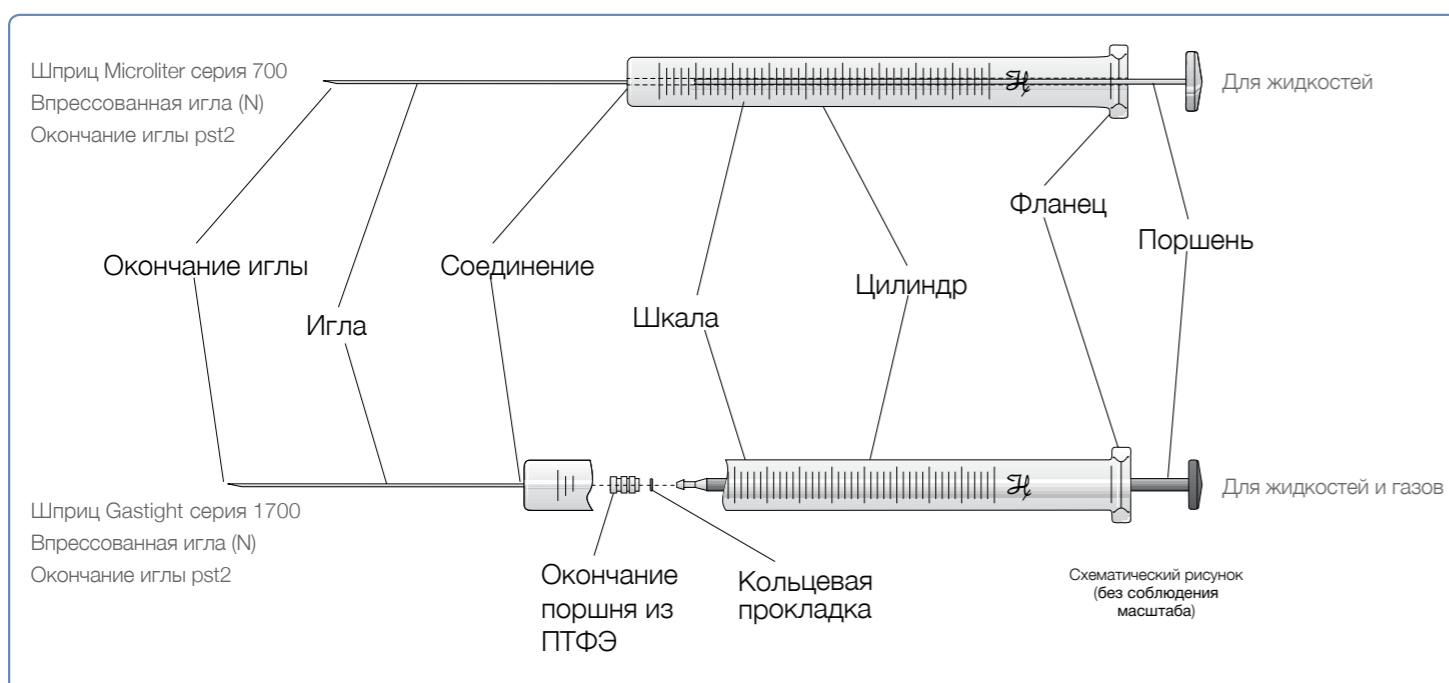 Шприц Microliter серия 700
Впрессованная игла (N)
Окончание иглы pst2
Для жидкостей
Фланец
Поршень
Окончание иглы
Соединение
Цилиндр
Шкала
Игла
Шприц Gastight серия 1700
Впрессованная игла (N)
Окончание иглы pst2
Для жидкостей и газов
Окончание
поршня из
ПТФЭ
Кольцевая
прокладка
Схематический рисунок
(без соблюдения
масштаба)